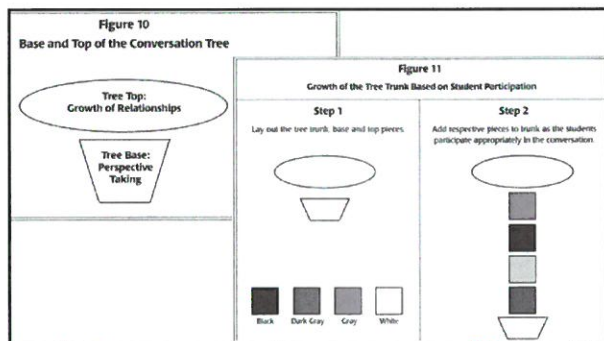 Figure 10
Base and Top of the Conversation Tree
Tree Top:
Growth of Relationships
Tree Base:
Perspective
Taking
Figure 11
Growth of the Tree Trunk Based on Student Participation
Step 1
Lay out the tree trunk, base and top pieces.
Black
Dark Gray
Gray
White
Step 2
Add respective pieces to trunk as the students
participate appropriately in the conversation.